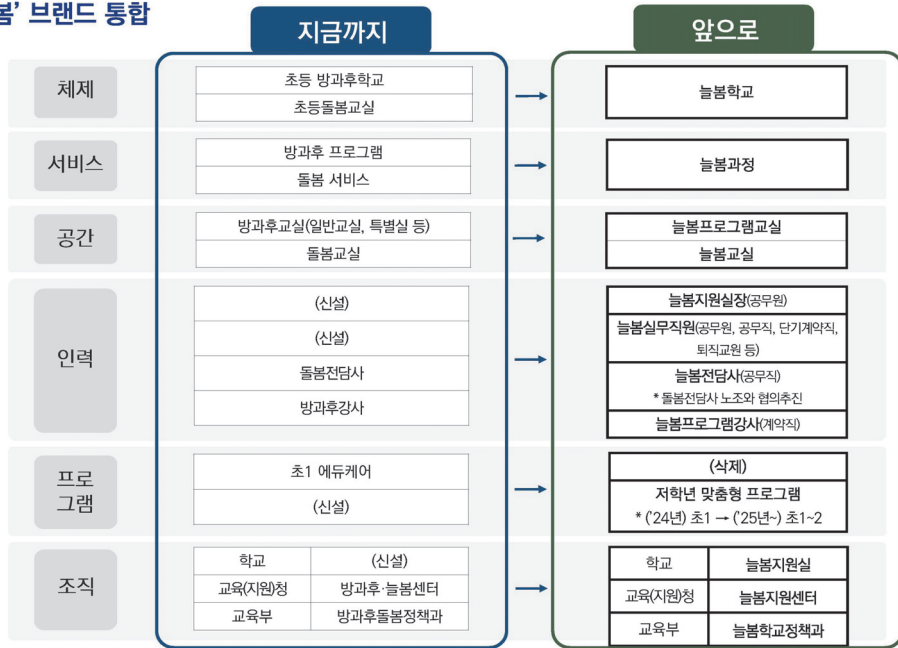 봄’ 브랜드 통합
지금까지
앞으로
체제
초등 방과후학교
초등돌봄교실
늘봄학교
서비스
방과후 프로그램
돌봄 서비스
늘봄과정
공간
방과후교실(일반교실, 특별실 등)
돌봄교실
늘봄프로그램교실
늘봄교실
인력
(신설)
(신설)
돌봄전담사
방과후강사
늘봄지원실장(공무원)
늘봄실무직원(공무원, 공무직, 단기계약직,
퇴직교원 등)
늘봄전담사(공무직)
* 돌봄전담사 노조와 협의추진
늘봄프로그램강사(계약직)
프로
그램
초1 에듀케어
(신설)
(삭제)
저학년 맞춤형 프로그램
* (’24년) 초1 → (’25년~) 초1~2
조직
학교 (신설)
교육(지원)청 방과후·늘봄센터
교육부 방과후돌봄정책과
학교 늘봄지원실
교육(지원)청 늘봄지원센터
교육부 늘봄학교정책과